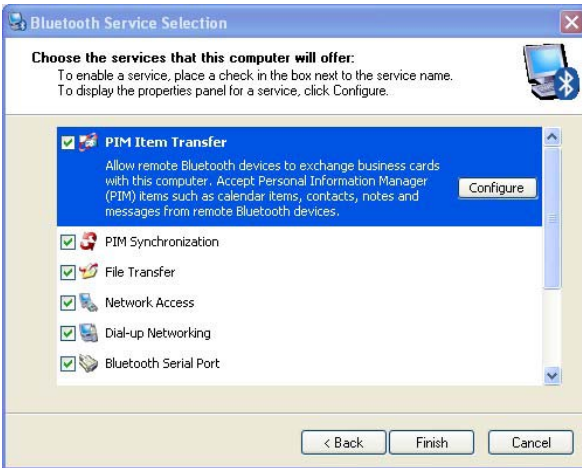 Bluetooth Service Selection
Choose the services that this computer will offer:
To enable a service, place a check in the box next to the service name.
To display the properties panel for a service, click Configure.
PIM Item Transfer
Allow remote Bluetooth devices to exchange business cards
with this computer. Accept Personal Information Manager
(PIM) items such as calendar items, contacts, notes and
messages from remote Bluetooth devices.
Configure
PIM Synchronization
File Transfer
Network Access
Dial-up Networking
Bluetooth Serial Port
< Back
Finish
Cancel